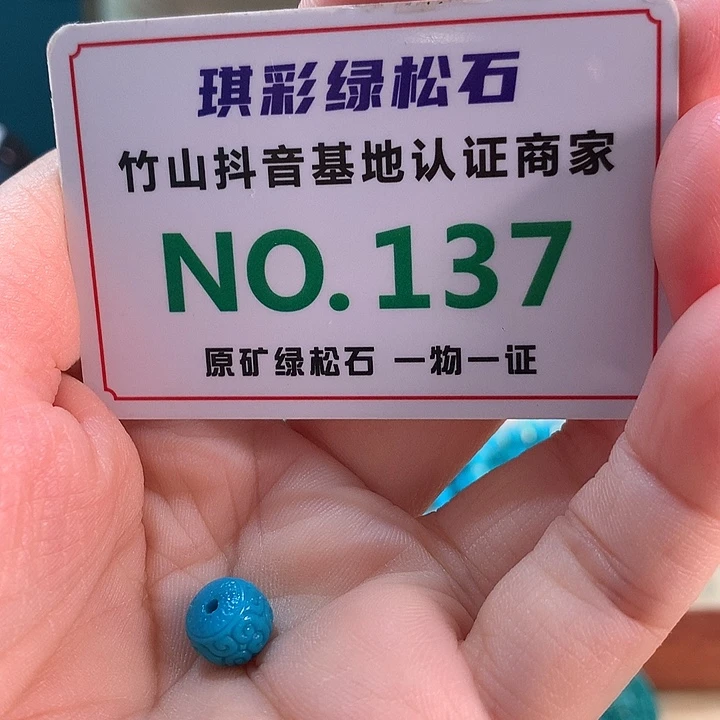 琪彩绿松石
竹山抖音基地认证商家
NO.137
原矿绿松石 一物一证